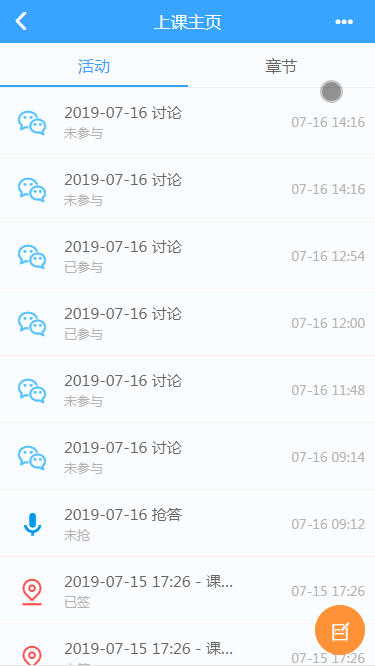 上课主页
活动
章节
2019-07-16 讨论
07-16 14:16
未参与
2019-07-16 讨论
07-16 14:16
未参与
2019-07-16 讨论
07-16 12:54
已参与
2019-07-16 讨论
07-16 12:00
已参与
2019-07-16 讨论
07-16 11:48
未参与
2019-07-16 讨论
07-16 09:14
未参与
2019-07-16 抢答
07-16 09:12
未抢
2019-07-15 17:26 - 课...
07-15 17:26
已签
2019-07-15 17:26 - 课...
07-15 17:26